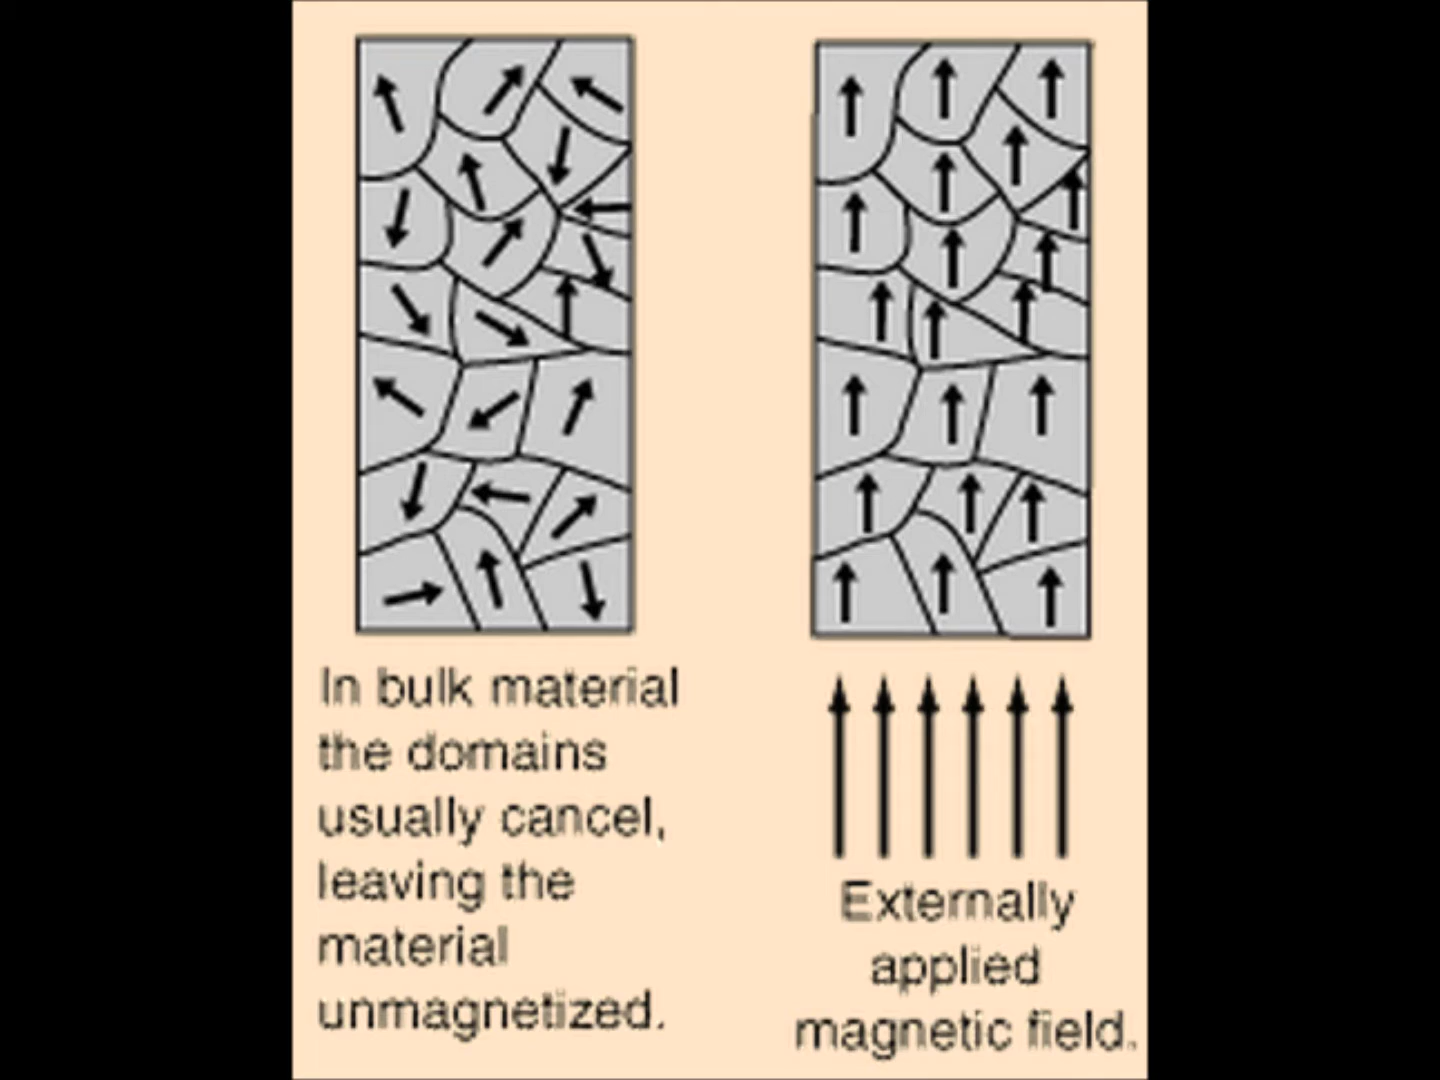 In bulk material
the domains
usually cancel,
leaving the
material
unmagnetized.
Externally
applied
magnetic field.